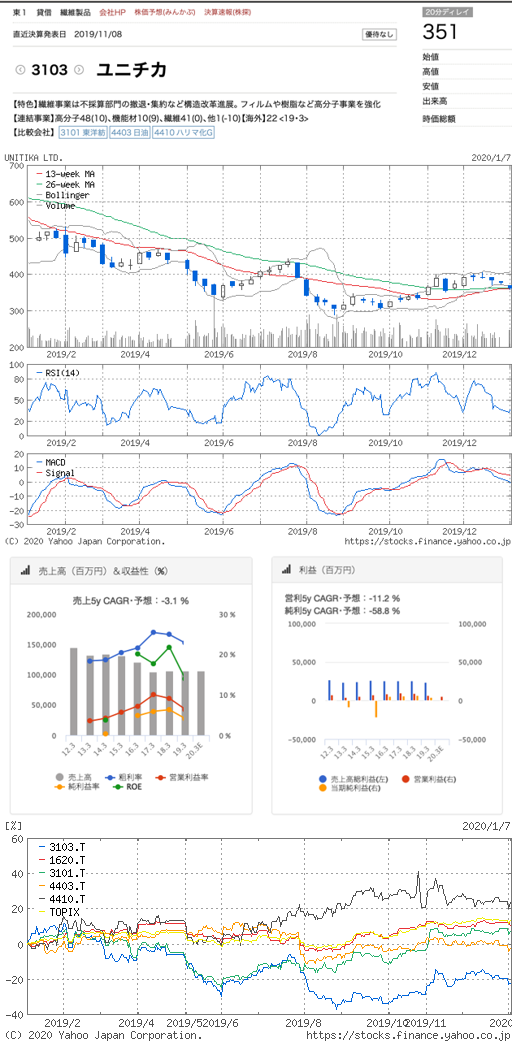 東1 貸借 繊維製品 会社HP 株価予想(みんかぶ) 決算速報(株探)
20分ディレイ
直近決算発表日 2019/11/08
優待なし
351
3103
ユニチカ
始値
高値
安値
出来高
時価総額
【特色】繊維事業は不採算部門の撤退・集約など構造改革進展。フィルムや樹脂など高分子事業を強化
【連結事業】高分子48(10)、機能材10(9)、繊維41(0)、他1(-10)【海外】22 <19・3>
【比較会社】 3101 東洋紡 4403 日油 4410 ハリマ化G
UNITIKA LTD.
2020/1/7
700
600
500
400
300
200
13-week MA
26-week MA
Bollinger
Volume
2019/2 2019/4 2019/6 2019/8 2019/10 2019/12
100
80
50
20
0
RSI(14)
2019/2 2019/4 2019/6 2019/8 2019/10 2019/12
20
10
0
-10
-20
-30
MACD
Signal
2019/2 2019/4 2019/6 2019/8 2019/10 2019/12
(C) 2020 Yahoo Japan Corporation.
https://stocks.finance.yahoo.co.jp
売上高（百万円）＆収益性（%）
売上5y CAGR・予想：-3.1 %
200,000
150,000
100,000
50,000
0
30 %
20 %
10 %
0 %
12.3 13.3 14.3 15.3 16.3 17.3 18.3 19.3 20.3E
売上高 粗利率 営業利益率
純利益率 ROE
利益（百万円）
営利5y CAGR・予想：-11.2 %
純利5y CAGR・予想：-58.8 %
100,000
50,000
0
-50,000
100,000
50,000
0
-50,000
12.3 13.3 14.3 15.3 16.3 17.3 18.3 19.3 20.3E
売上高総利益(左) 営業利益(右)
当期純利益(右)
[%]
2020/1/7
60
40
20
0
-20
-40
3103.T
1620.T
3101.T
4403.T
4410.T
TOPIX
2019/2 2019/4 2019/52019/6 2019/8 2019/102019/11 2020
(C) 2020 Yahoo Japan Corporation.
https://stocks.finance.yahoo.co.jp